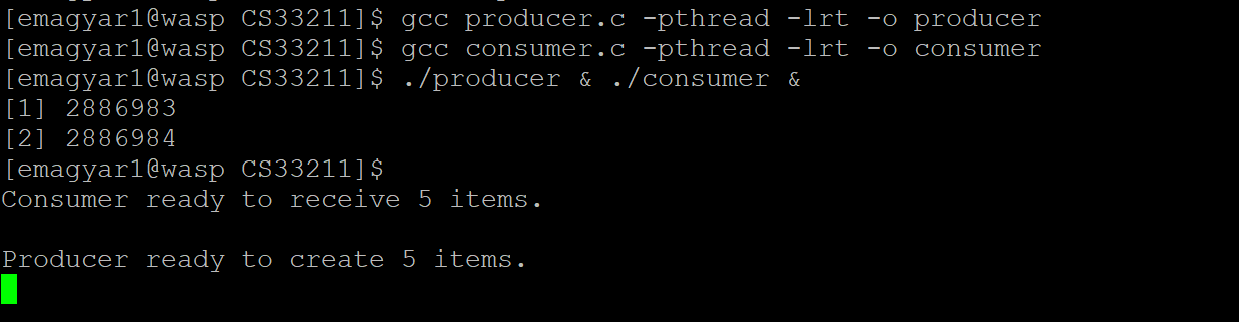 [emagyar1@wasp CS33211]$ gcc producer.c -pthread -lrt -o producer
[emagyar1@wasp CS33211]$ gcc consumer.c -pthread -lrt -o consumer
[emagyar1@wasp CS33211]$ ./producer & ./consumer &
[1] 2886983
[2] 2886984
[emagyar1@wasp CS33211]$
Consumer ready to receive 5 items.
Producer ready to create 5 items.